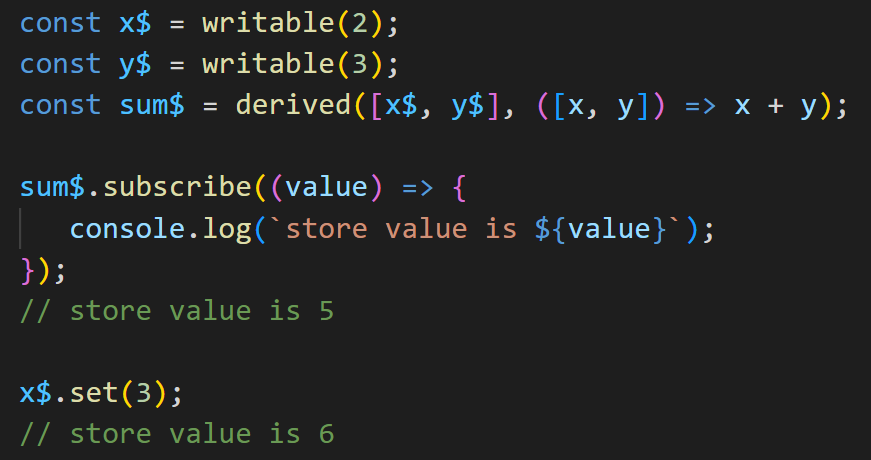 const x$ = writable(2);
const y$ = writable(3);
const sum$ = derived([x$, y$], ([x, y]) => x + y);
sum$.subscribe((value) => {
   console.log(`store value is ${value}`);
});
// store value is 5
x$.set(3);
// store value is 6